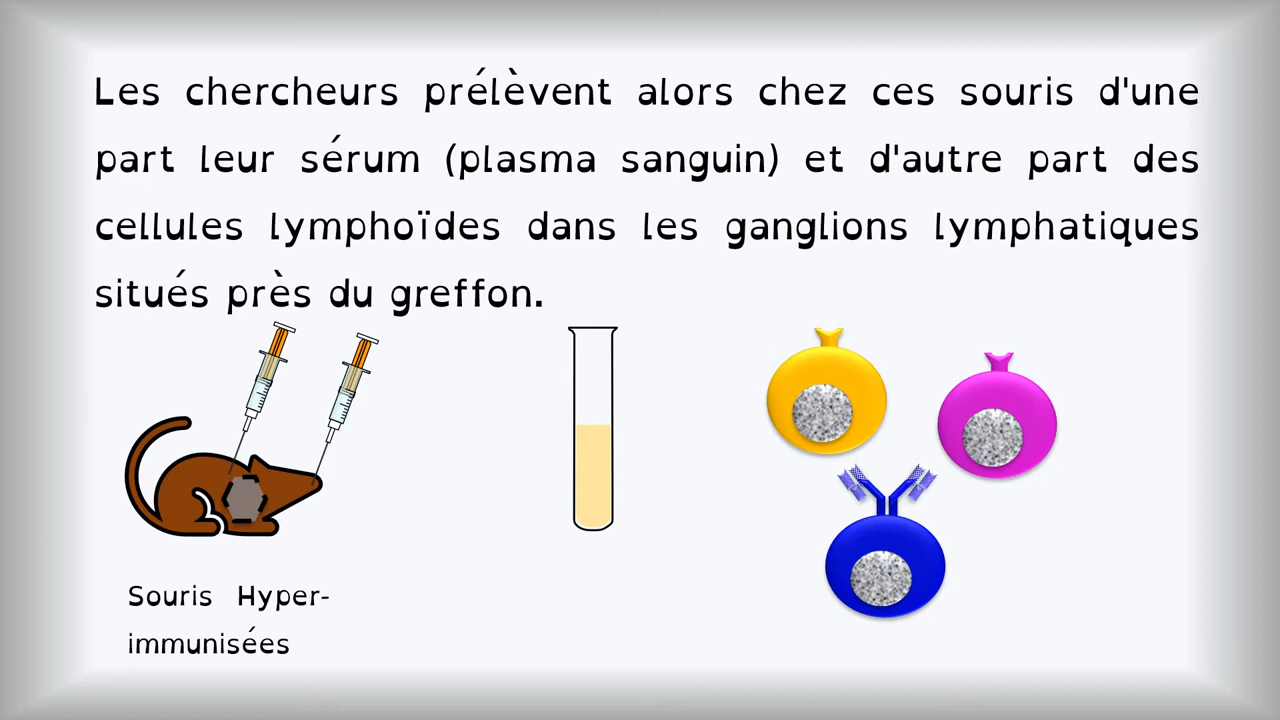 Les chercheurs prélèvent alors chez ces souris d'une
part leur sérum (plasma sanguin) et d'autre part des
cellules lymphoïdes dans les ganglions lymphatiques
situés près du greffon.
Souris Hyper-
immunisées